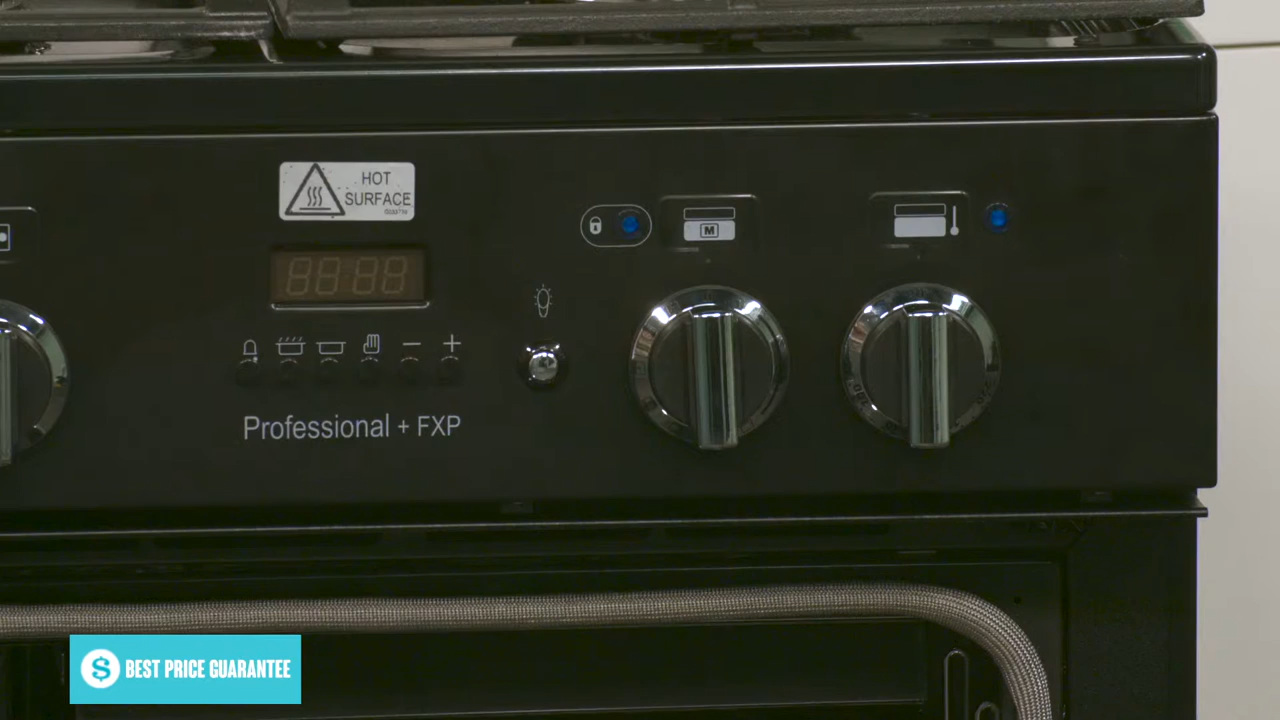 HOT
SURFACE
88:88
M
Professional + FXP
$ BEST PRICE GUARANTEE